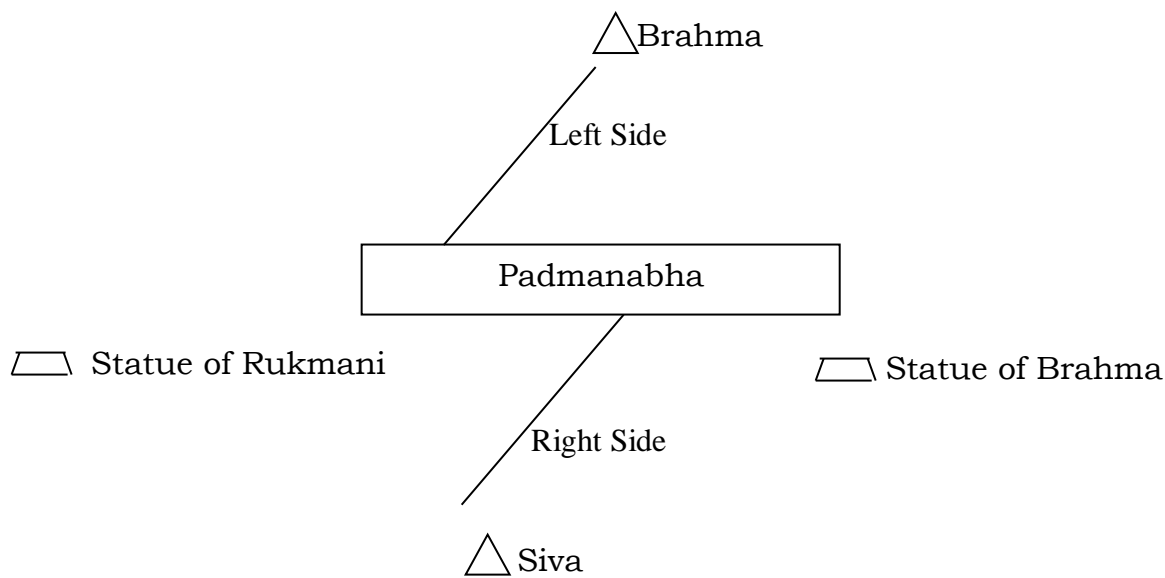 Brahma
Left Side
Padmanabha
Statue of Rukmani
Statue of Brahma
Right Side
Siva